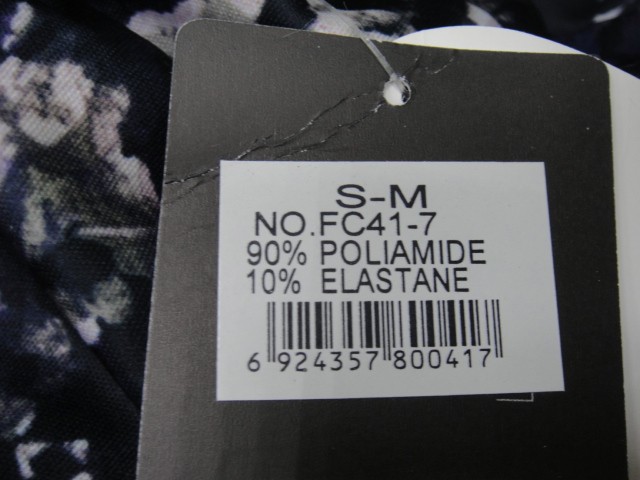 S-M
NO.FC41-7
90% POLIAMIDE
10% ELASTANE
6 924357 800417